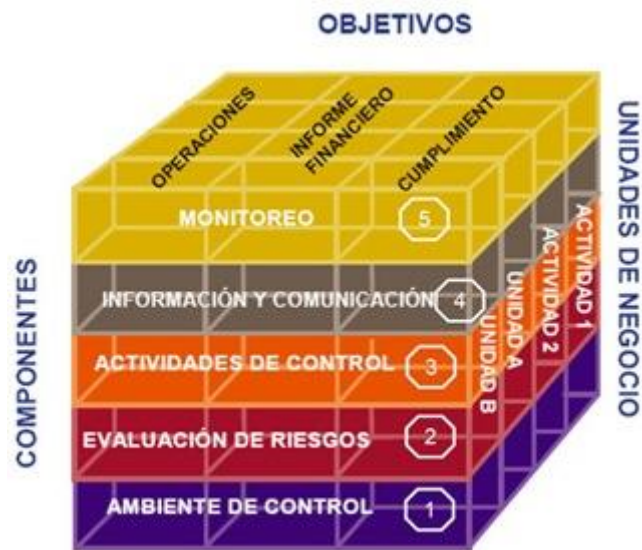 OBJETIVOS
OPERACIONES
INFORME
FINANCIERO
CUMPLIMIENTO
MONITOREO 5
INFORMACIÓN Y COMUNICACIÓN 4
ACTIVIDADES DE CONTROL 3
EVALUACIÓN DE RIESGOS 2
AMBIENTE DE CONTROL 1
COMPONENTES
UNIDAD B
UNIDAD A
ACTIVIDAD 2
ACTIVIDAD 1
UNIDADES DE NEGOCIO